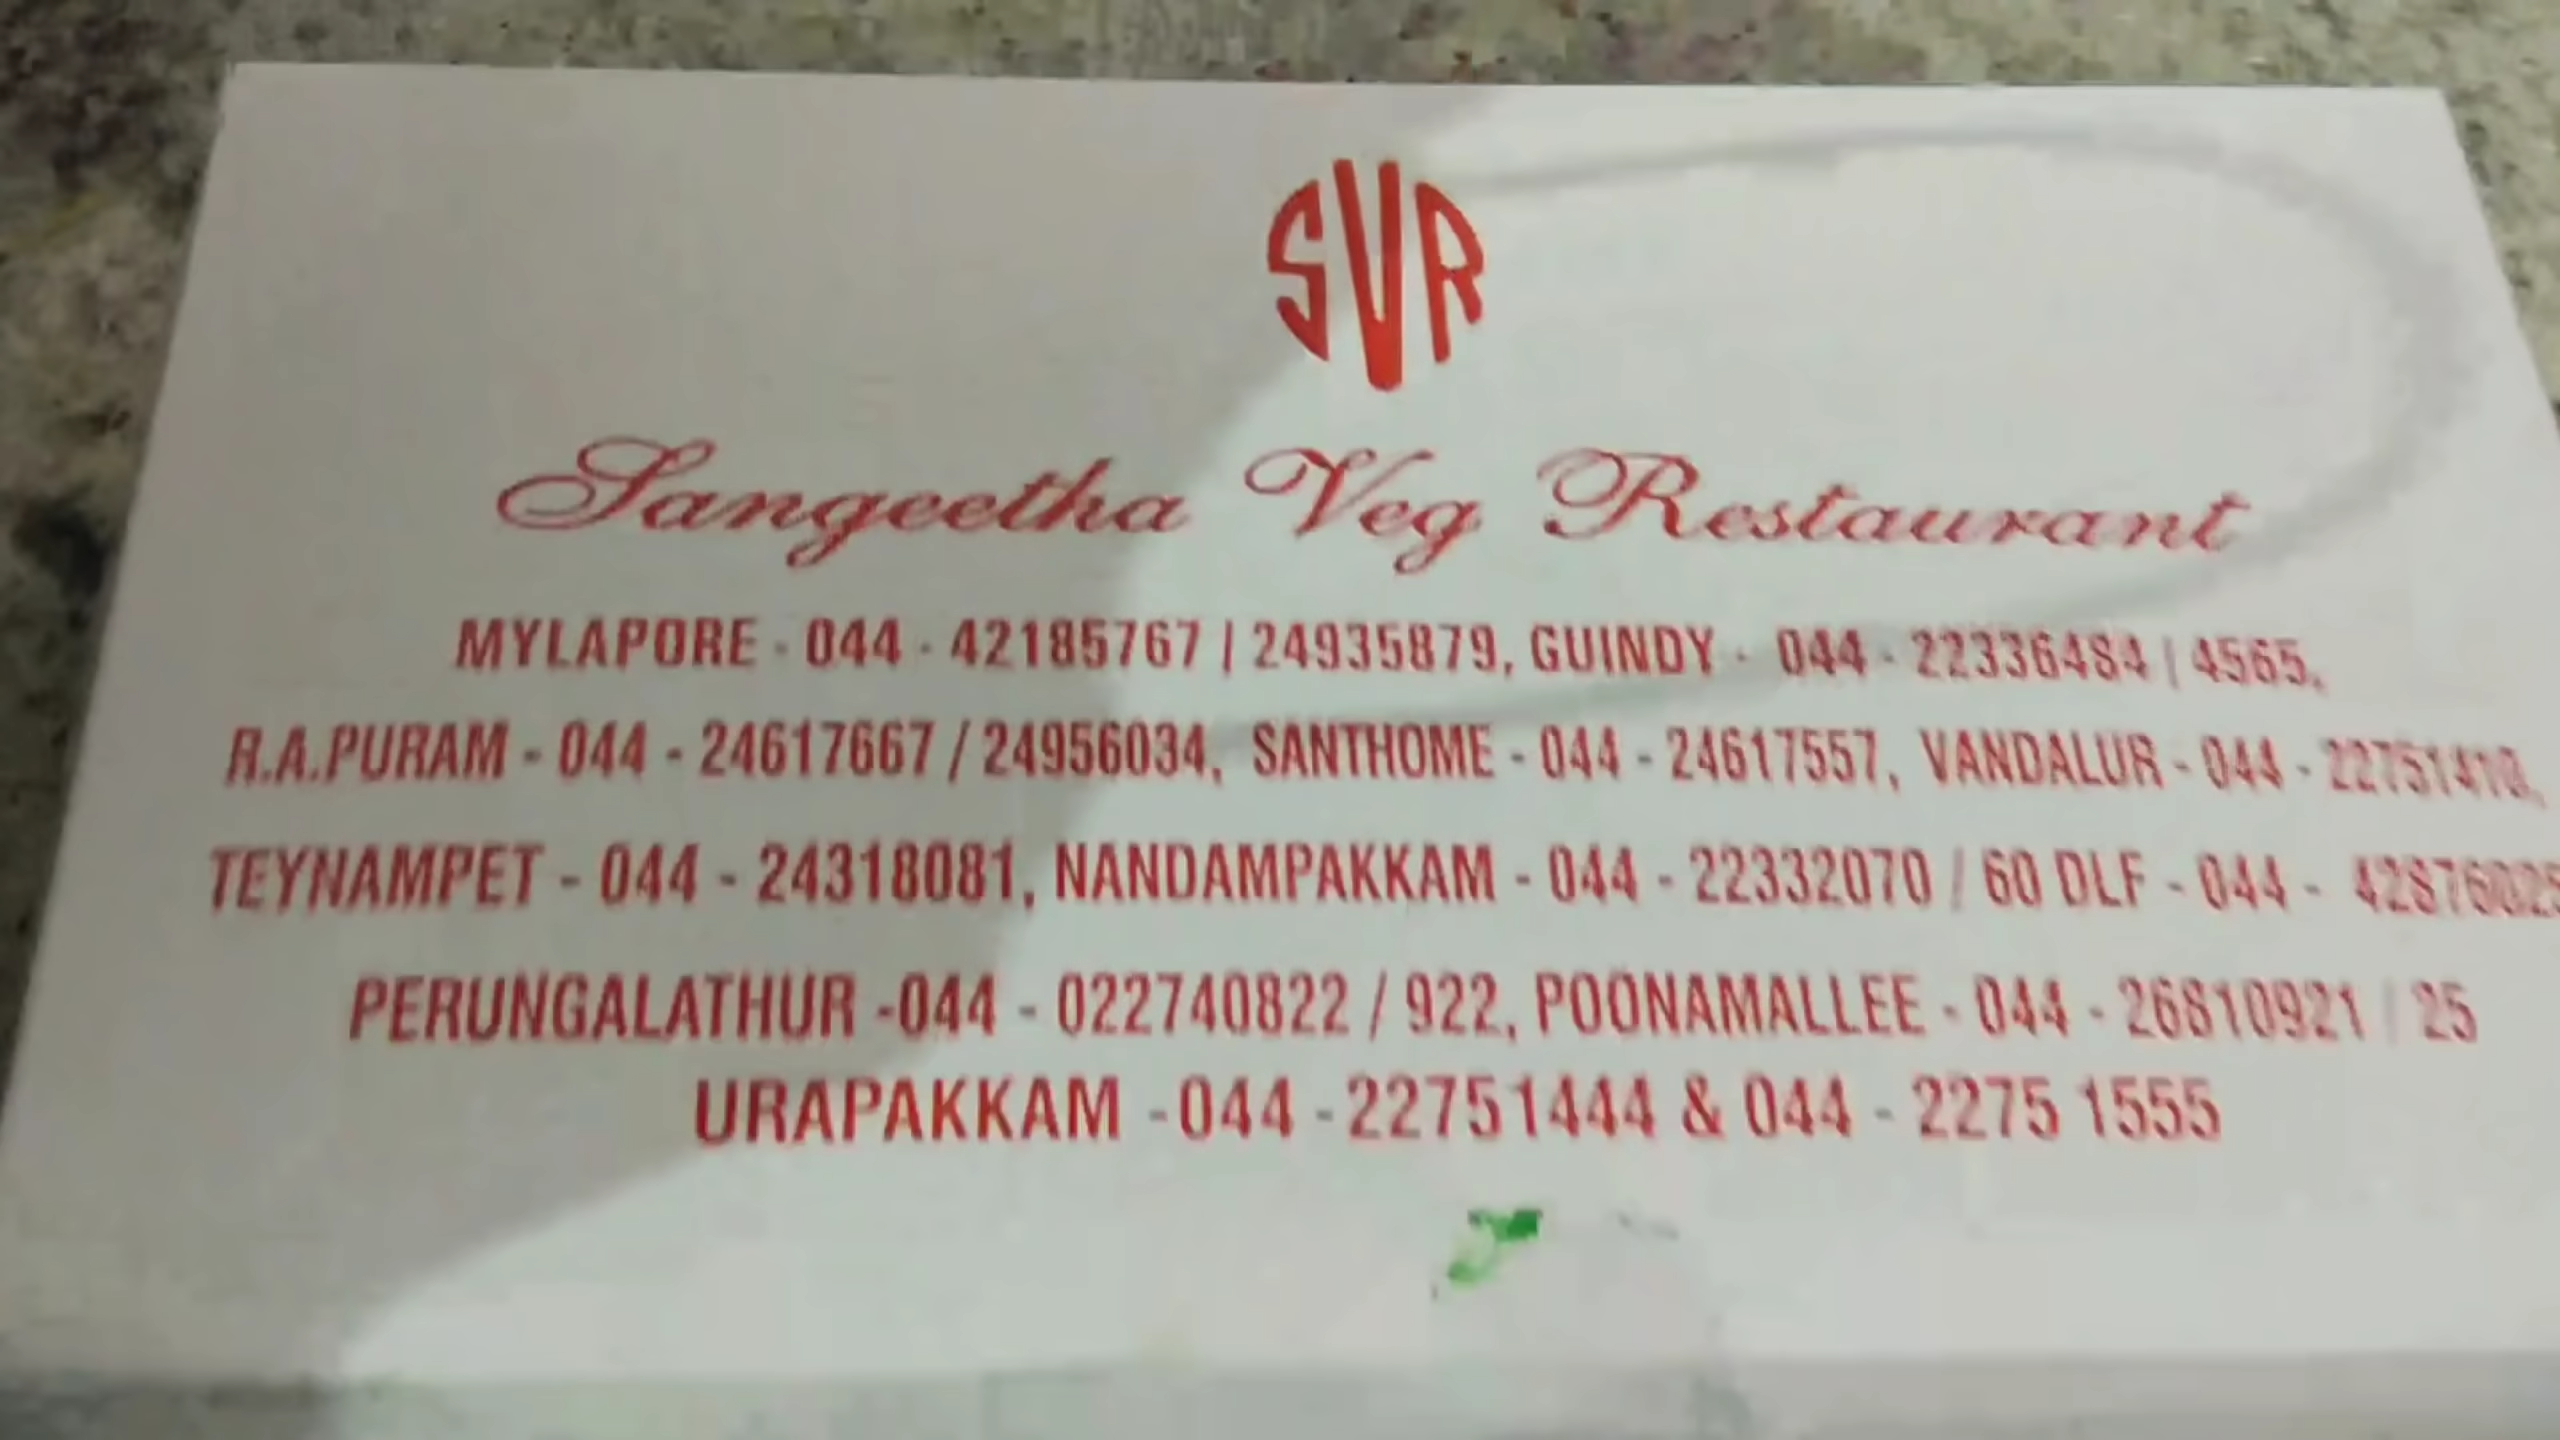 SVR
Sangeetha Veg Restaurant
MYLAPORE - 044 - 42185767 / 24935879, GUINDY - 044 - 22336484 / 4565,
R.A.PURAM - 044 - 24617667 / 24956034, SANTHOME - 044 - 24617557, VANDALUR - 044 - 22751410,
TEYNAMPET - 044 - 24318081, NANDAMPAKKAM - 044 - 22332070 / 60 DLF - 044 -
PERUNGALATHUR -044 - 022740822 / 922, POONAMALLEE - 044 - 26810921 / 25
URAPAKKAM -044 -22751444 & 044 - 2275 1555